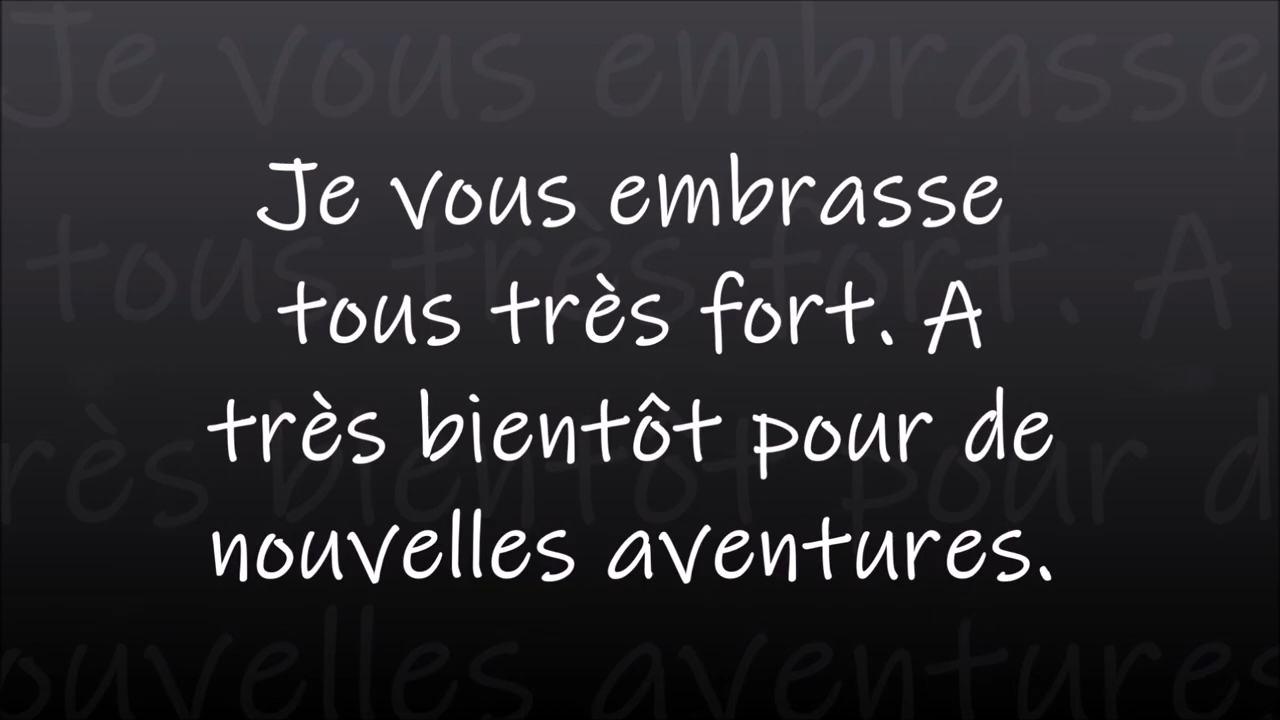 Je vous embrasse
tous très fort. A
très bientôt pour de
nouvelles aventures.